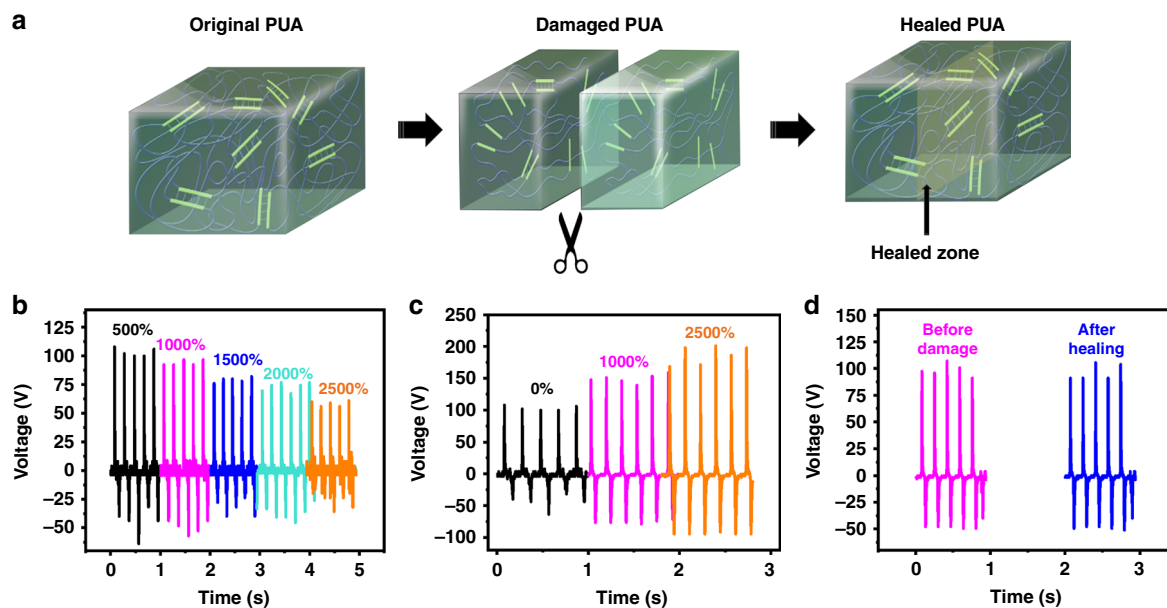 a
Original PUA
Damaged PUA
Healed PUA
Healed zone
b
125
100
75
50
25
0
−25
−50
Voltage (V)
500%
1000%
1500%
2000%
2500%
0 1 2 3 4 5
Time (s)
c
250
200
150
100
50
0
−50
−100
Voltage (V)
0%
1000%
2500%
0 1 2 3
Time (s)
d
150
125
100
75
50
25
0
−25
−50
Voltage (V)
Before
damage
After
healing
0 1 2 3
Time (s)